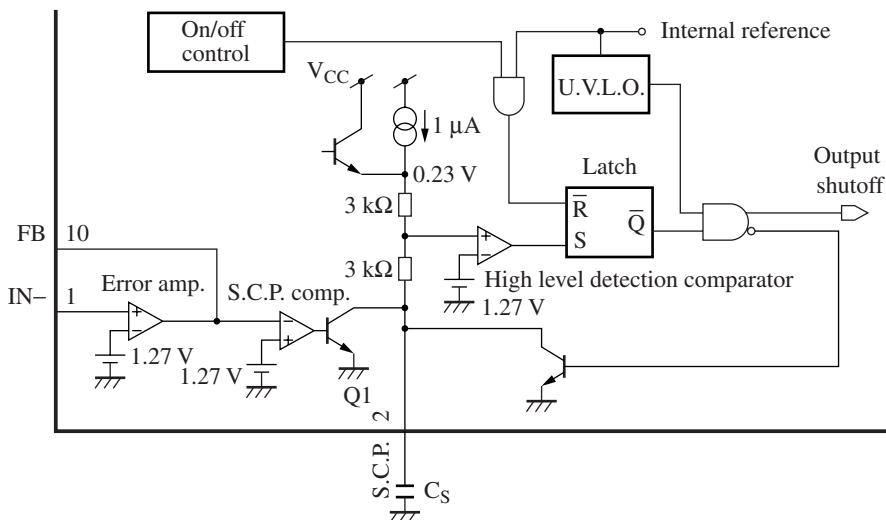 On/off
control
Internal reference
V_CC
U.V.L.O.
1 μA
Output
shutoff
0.23 V
Latch
3 kΩ
R̅
Q̅
S
FB
10
3 kΩ
High level detection comparator
1.27 V
Error amp.
S.C.P. comp.
IN–
1
1.27 V
1.27 V
Q1
2
S.C.P.
C_S